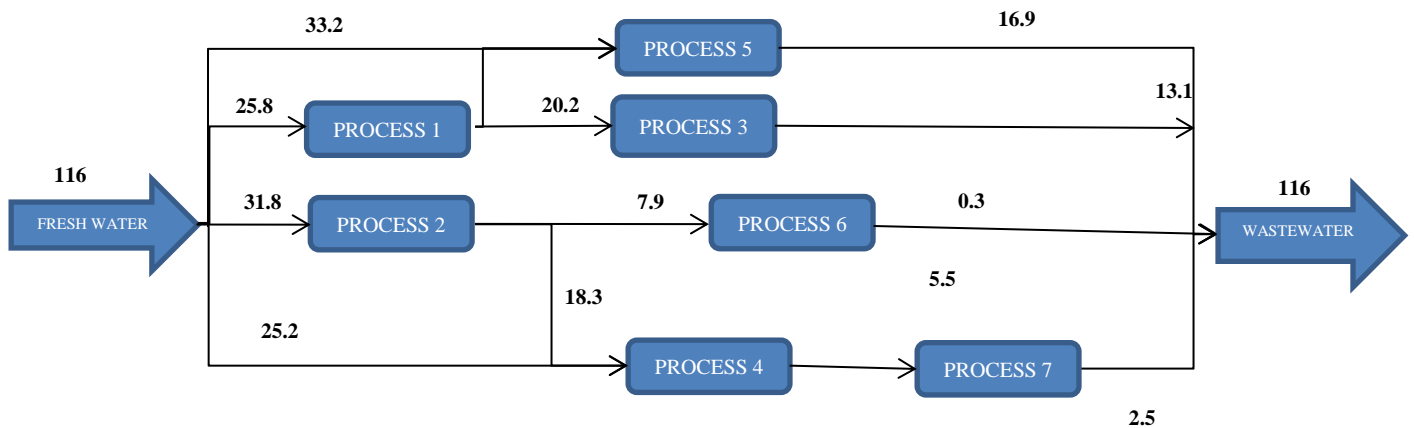 33.2
16.9
PROCESS 5
25.8
20.2
13.1
PROCESS 1
PROCESS 3
116
31.8
7.9
0.3
116
FRESH WATER
PROCESS 2
PROCESS 6
WASTEWATER
18.3
5.5
25.2
PROCESS 4
PROCESS 7
2.5